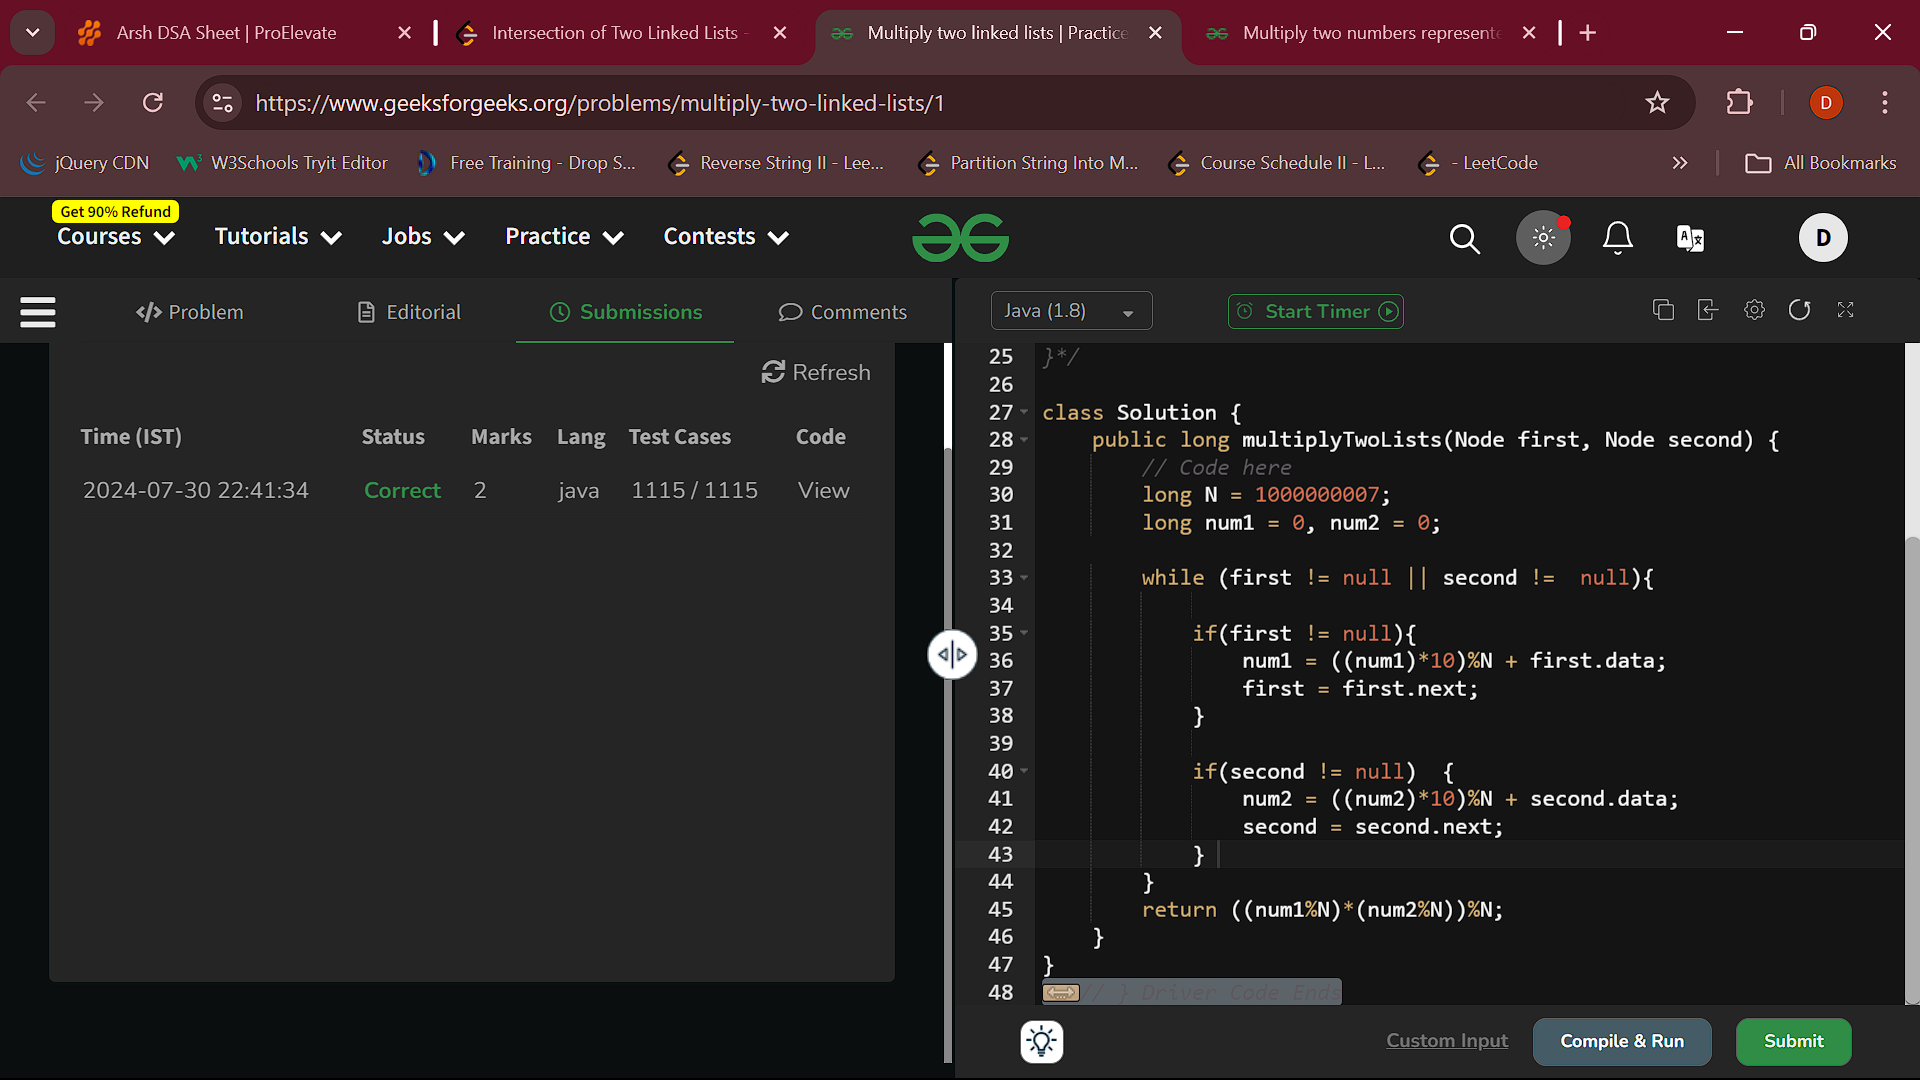 Arsh DSA Sheet | ProElevate
Intersection of Two Linked Lists -
Multiply two linked lists | Practice
Multiply two numbers represente
https://www.geeksforgeeks.org/problems/multiply-two-linked-lists/1
D
jQuery CDN
W3Schools Tryit Editor
Free Training - Drop S...
Reverse String II - Lee...
Partition String Into M...
Course Schedule II - L...
- LeetCode
All Bookmarks
Get 90% Refund
Courses
Tutorials
Jobs
Practice
Contests
D
Problem
Editorial
Submissions
Comments
Java (1.8)
Start Timer
Refresh
Time (IST) Status Marks Lang Test Cases Code
2024-07-30 22:41:34 Correct 2 java 1115 / 1115 View
25 }*/
26
27 class Solution {
28 public long multiplyTwoLists(Node first, Node second) {
29 // Code here
30 long N = 1000000007;
31 long num1 = 0, num2 = 0;
32
33 while (first != null || second !=  null){
34
35 if(first != null){
36 num1 = ((num1)*10)%N + first.data;
37 first = first.next;
38 }
39
40 if(second != null)  {
41 num2 = ((num2)*10)%N + second.data;
42 second = second.next;
43 }
44 }
45 return ((num1%N)*(num2%N))%N;
46 }
47 }
48 // } Driver Code Ends
Custom Input
Compile & Run
Submit